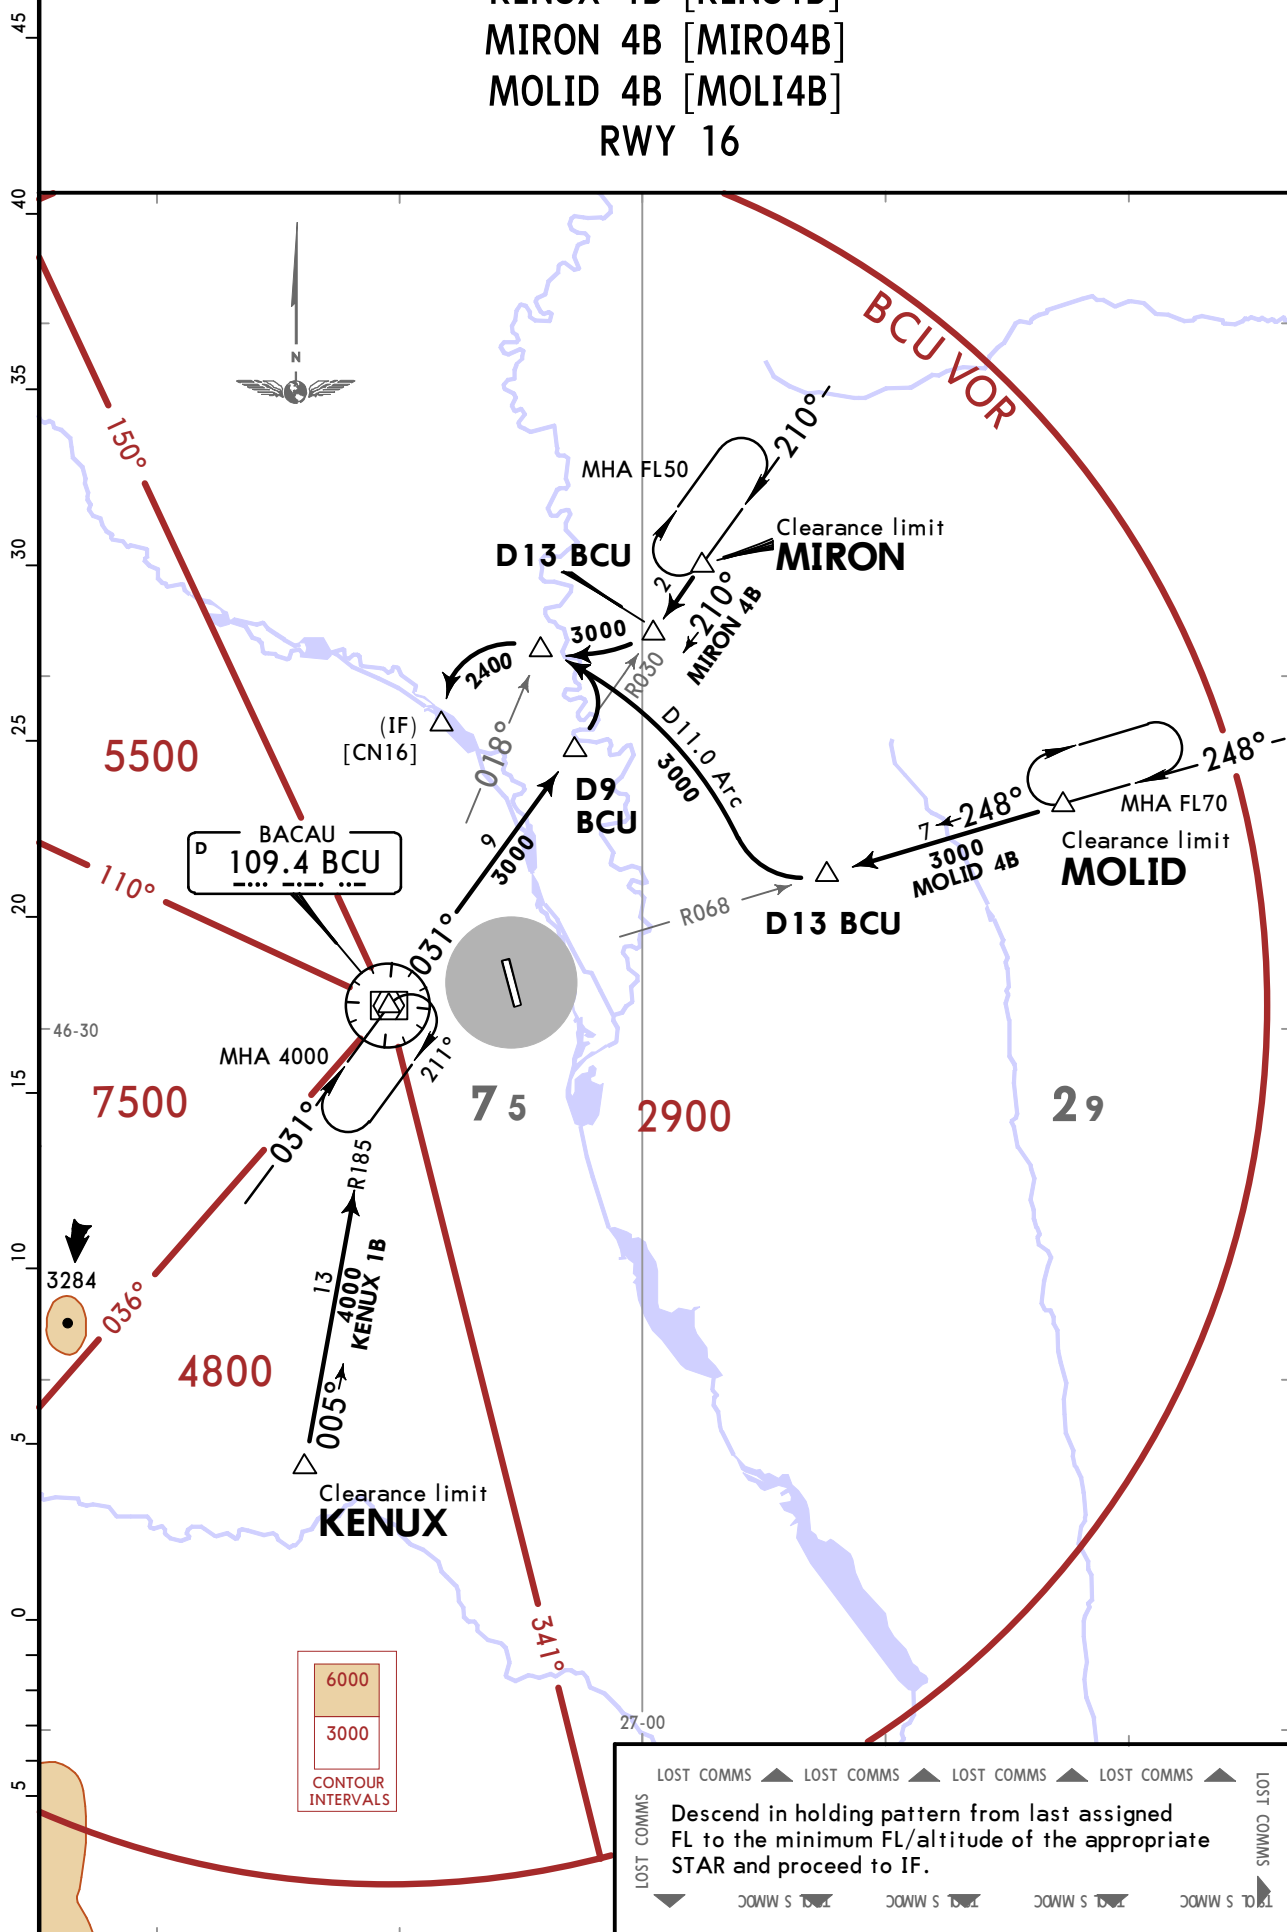 KENUX 4B [KENU4B]
MIRON 4B [MIRO4B]
MOLID 4B [MOLI4B]
RWY 16
45
40
35
30
25
20
15
10
5
0
5
N
BCU VOR
150°
210°
MHA FL50
Clearance limit
MIRON
D13 BCU
2
210°
MIRON 4B
3000
2400
R030
(IF)
[CN16]
018°
D11.0 Arc
3000
248°
5500
D9
BCU
MHA FL70
248°
7
3000
MOLID 4B
Clearance limit
MOLID
BACAU
D
109.4 BCU
9
3000
110°
R068
D13 BCU
031°
46-30
MHA 4000
211°
7500
75
2900
29
031°
R185
3284
036°
13
4000
KENUX 1B
4800
005°
Clearance limit
KENUX
341°
6000
3000
CONTOUR
INTERVALS
27-00
LOST COMMS LOST COMMS LOST COMMS LOST COMMS
LOST COMMS
LOST COMMS
Descend in holding pattern from last assigned
FL to the minimum FL/altitude of the appropriate
STAR and proceed to IF.